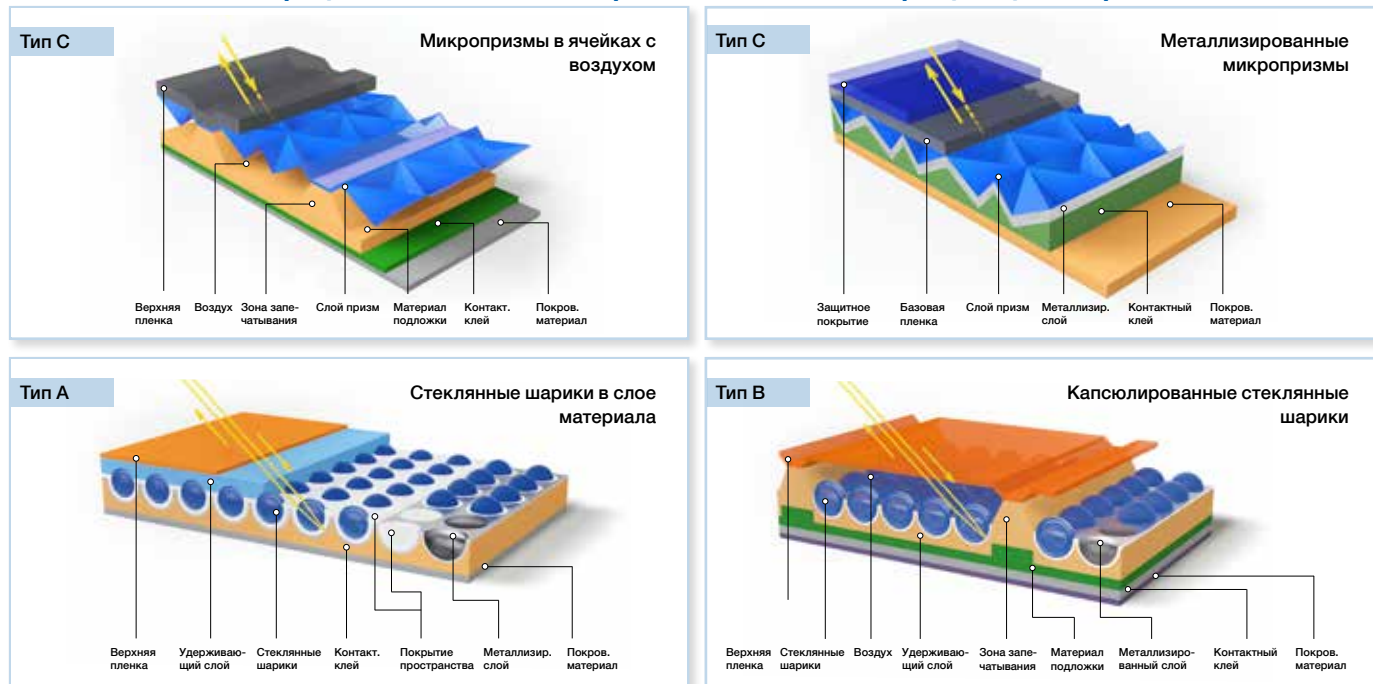 Тип C
Микропризмы в ячейках с
воздухом
Верхняя
пленка
Воздух
Зона запе-
чатывания
Слой призм
Материал
подложки
Контакт.
клей
Покров.
материал
Тип C
Металлизированные
микропризмы
Защитное
покрытие
Базовая
пленка
Слой призм
Металлизир.
слой
Контактный
клей
Покров.
материал
Тип A
Стеклянные шарики в слое
материала
Верхняя
пленка
Удерживаю-
щий слой
Стеклянные
шарики
Контакт.
клей
Покрытие
пространства
Металлизир.
слой
Покров.
материал
Тип B
Капсюлированные стеклянные
шарики
Верхняя
пленка
Стеклянные
шарики
Воздух
Удерживаю-
щий слой
Зона запе-
чатывания
Материал
подложки
Металлизиро-
ванный слой
Контактный
клей
Покров.
материал